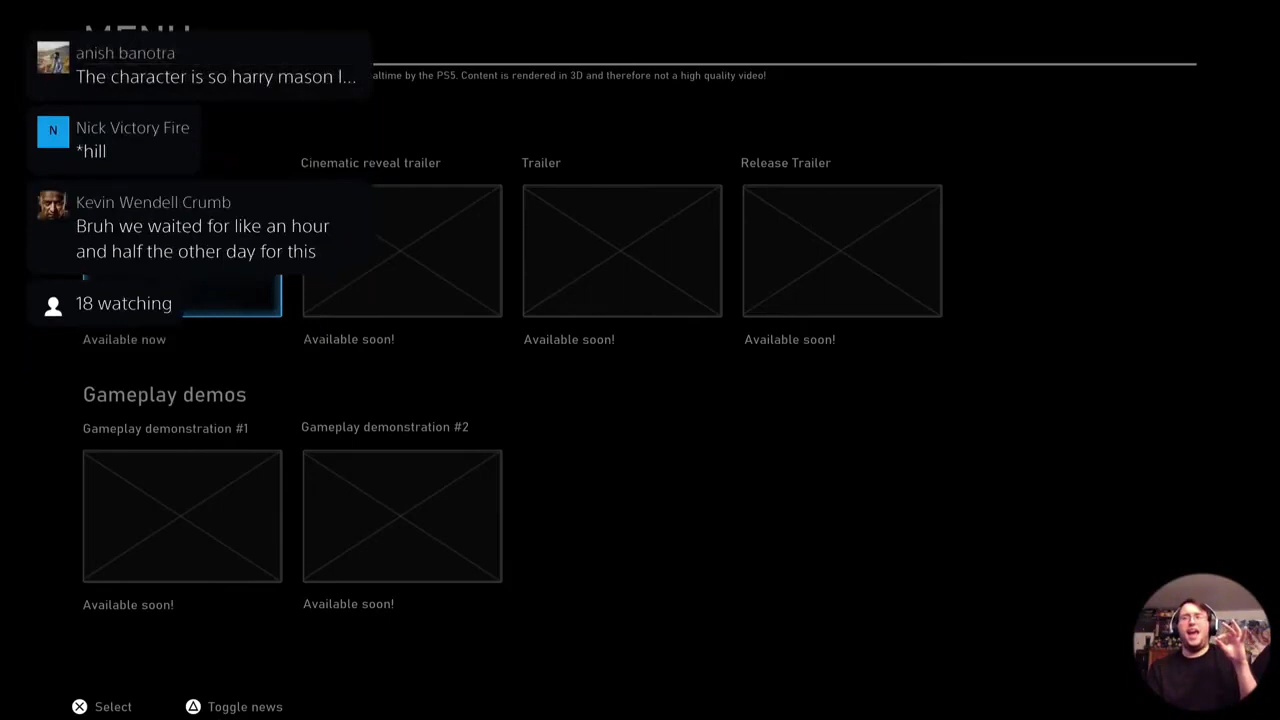 MENU
anish banotra
The character is so harry mason l...
altime by the PS5. Content is rendered in 3D and therefore not a high quality video!
N
Nick Victory Fire
*hill
Cinematic reveal trailer
Trailer
Release Trailer
Kevin Wendell Crumb
Bruh we waited for like an hour
and half the other day for this
18 watching
Available now
Available soon!
Available soon!
Available soon!
Gameplay demos
Gameplay demonstration #1
Gameplay demonstration #2
Available soon!
Available soon!
Select
Toggle news